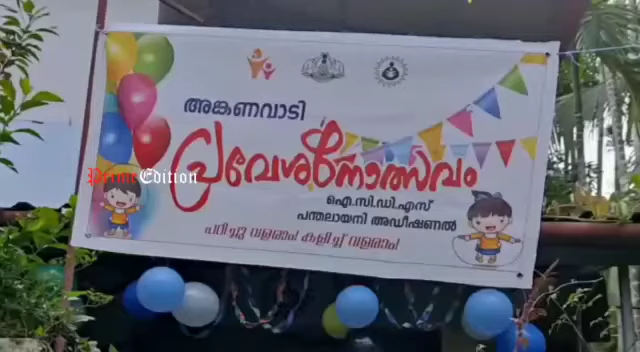 അങ്കണവാടി
പ്രവേശനോത്സവം
Prime Edition
ഐ.സി.ഡി.എസ്
പന്തലായനി അഡീഷണൽ
പഠിച്ചു വളരാം കളിച്ച് വളരാം